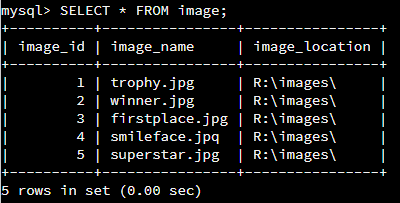 mysql> SELECT * FROM image;
+----------+----------------+----------------+
| image_id | image_name     | image_location |
+----------+----------------+----------------+
|        1 | trophy.jpg     | R:\images\     |
|        2 | winner.jpg     | R:\images\     |
|        3 | firstplace.jpg | R:\images\     |
|        4 | smileface.jpq  | R:\images\     |
|        5 | superstar.jpg  | R:\images\     |
+----------+----------------+----------------+
5 rows in set (0.00 sec)